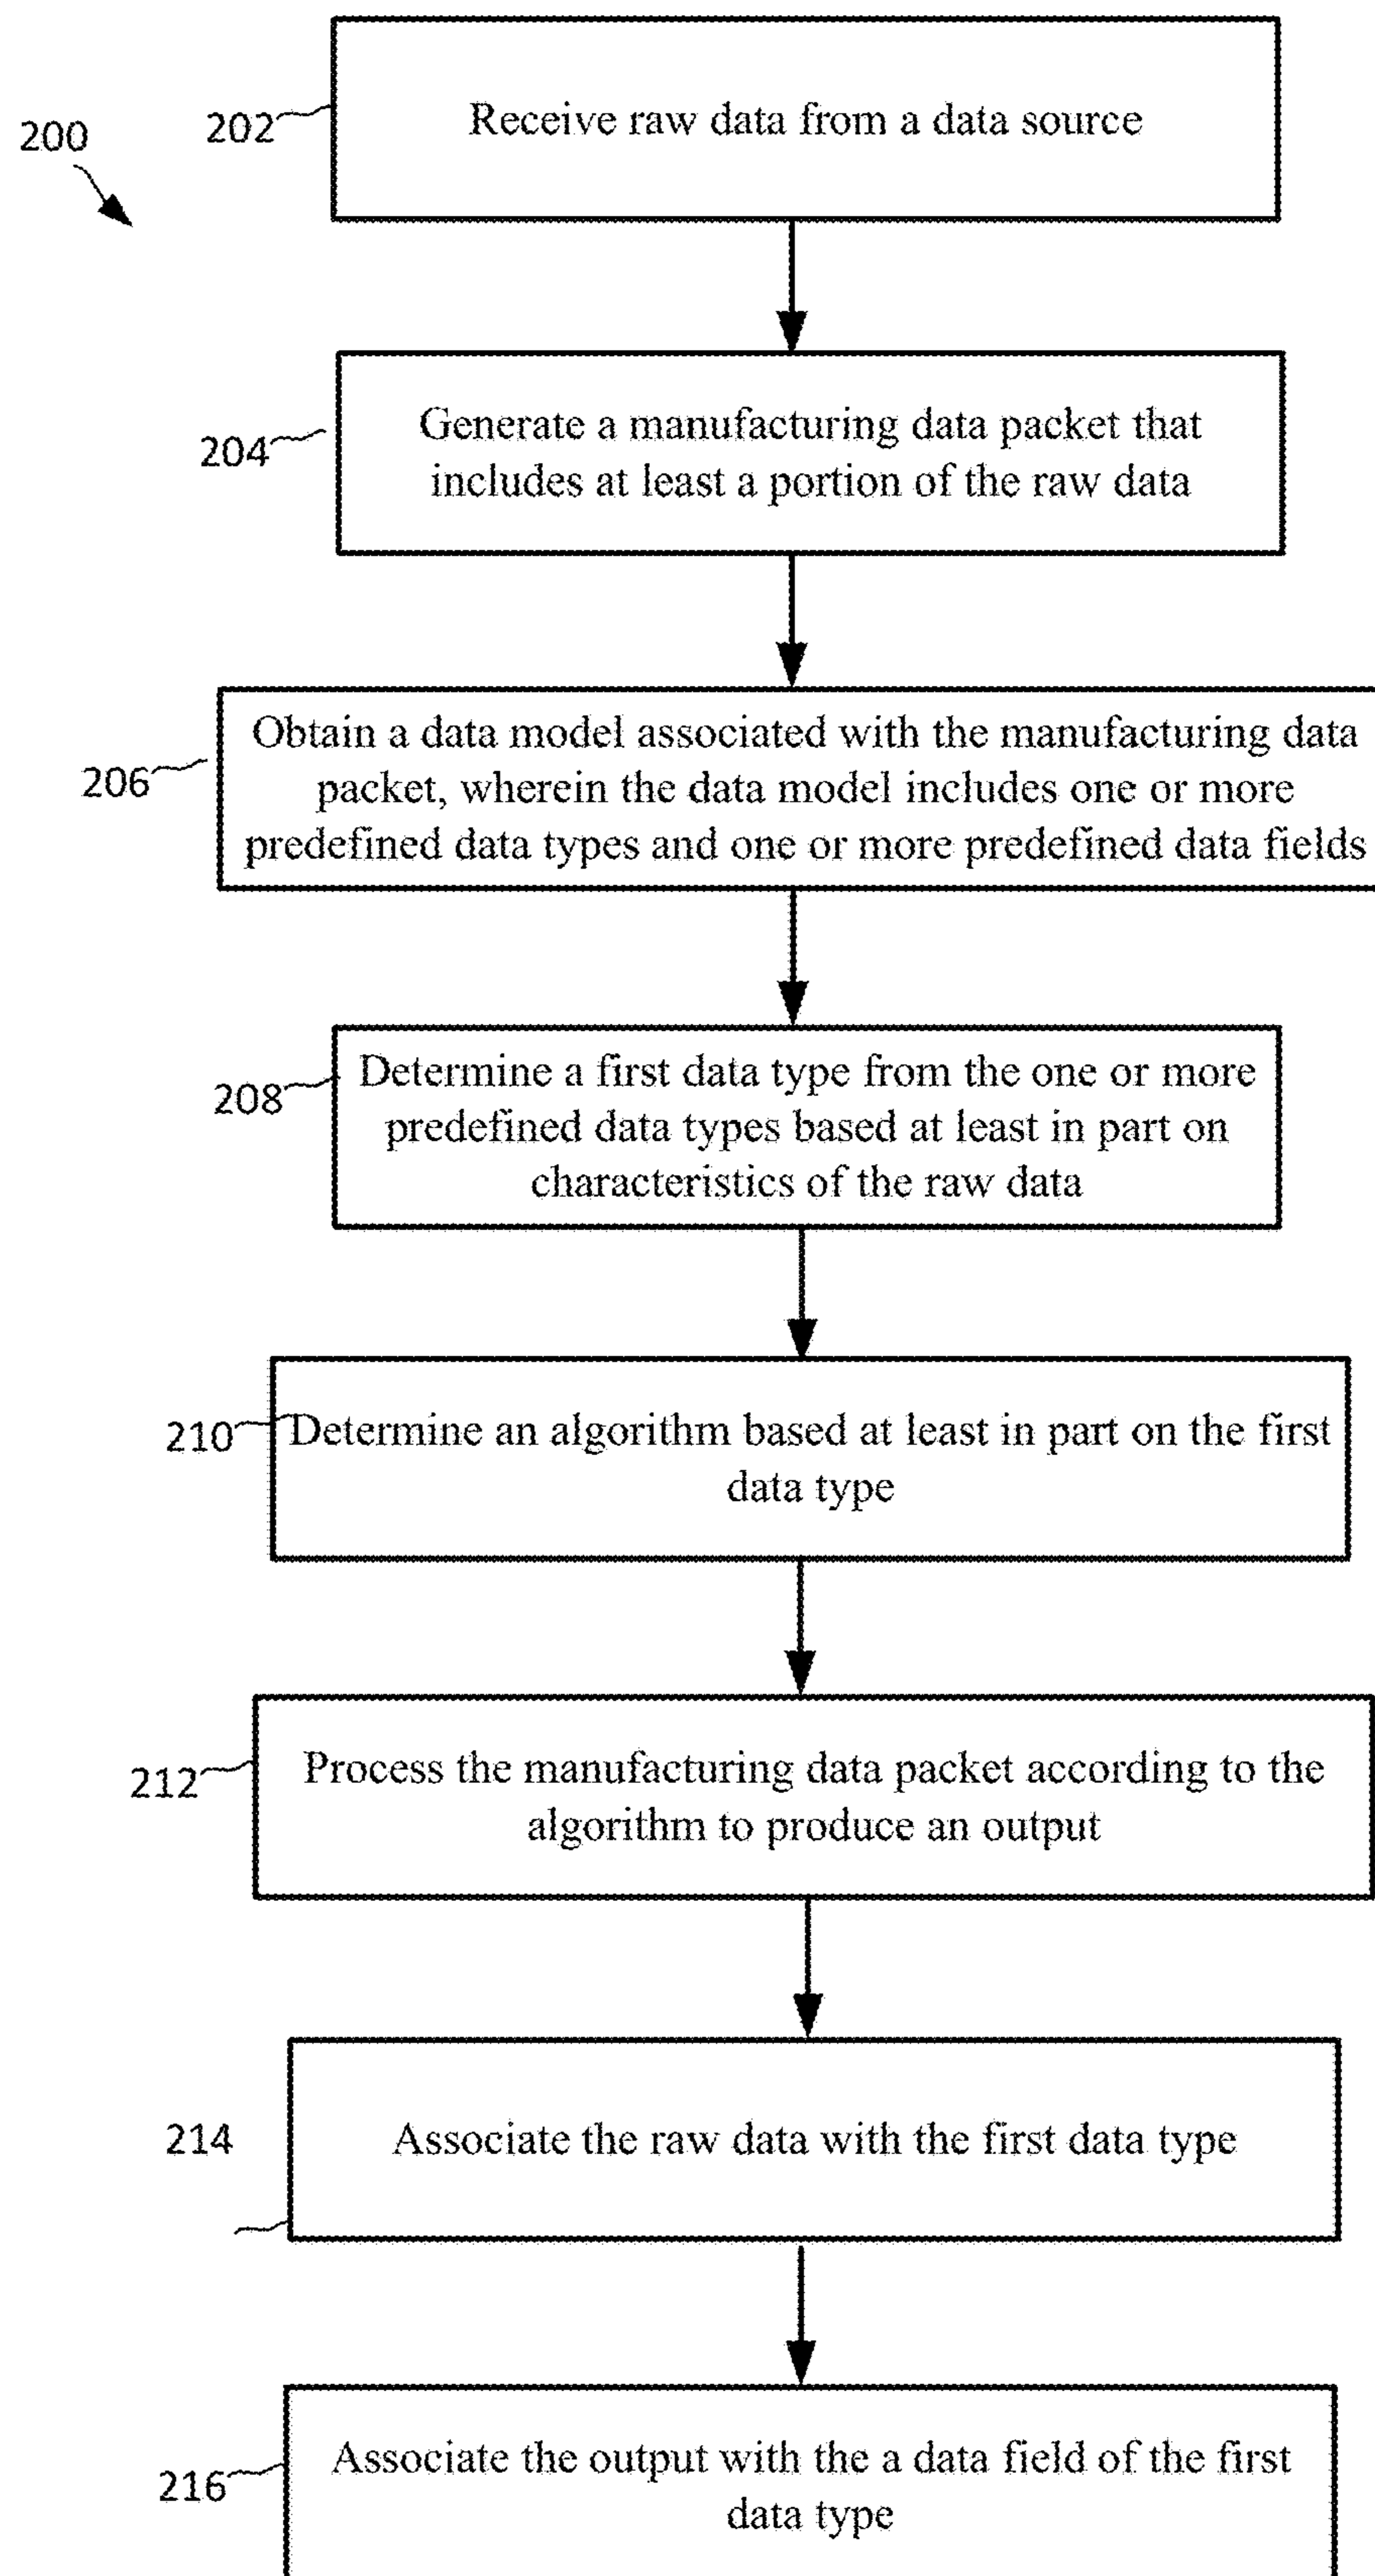 200
202
Receive raw data from a data source
204
Generate a manufacturing data packet that
includes at least a portion of the raw data
206
Obtain a data model associated with the manufacturing data
packet, wherein the data model includes one or more
predefined data types and one or more predefined data fields
208
Determine a first data type from the one or more
predefined data types based at least in part on
characteristics of the raw data
210
Determine an algorithm based at least in part on the first
data type
212
Process the manufacturing data packet according to the
algorithm to produce an output
214
Associate the raw data with the first data type
216
Associate the output with the a data field of the first
data type